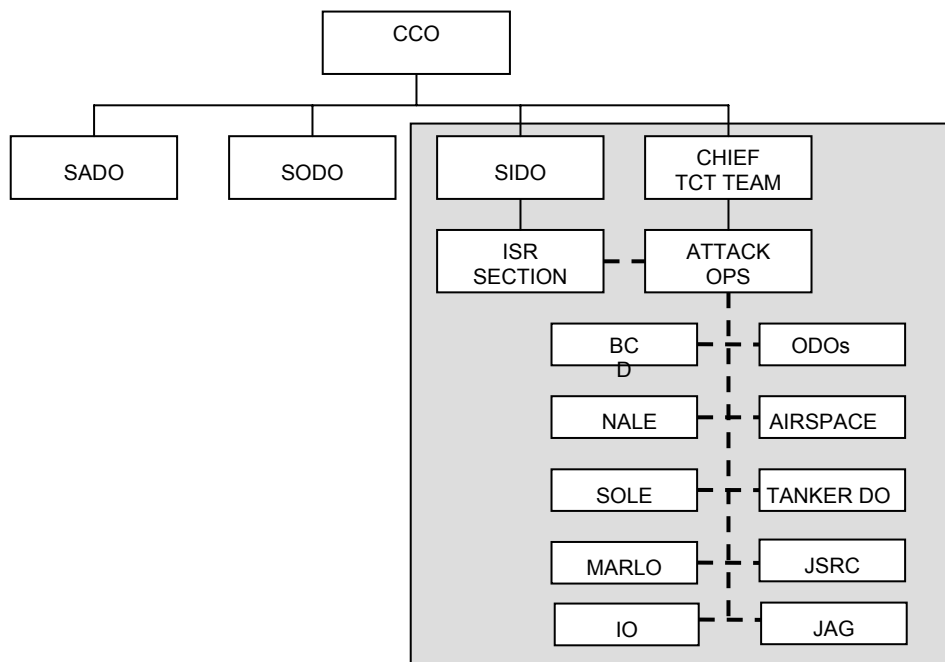 CCO
SADO
SODO
SIDO
CHIEF
TCT TEAM
ISR
SECTION
ATTACK
OPS
BC
D
ODOs
NALE
AIRSPACE
SOLE
TANKER DO
MARLO
JSRC
IO
JAG